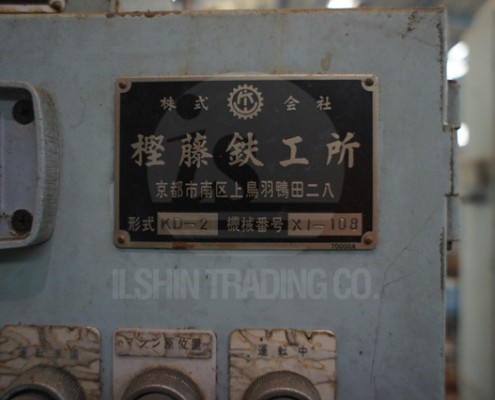 株式 会社
樫藤鉄工所
京都市南区上鳥羽鴨田二八
形式 KD-2 機械番号 X1-108
ILSHIN TRADING CO.
運転中